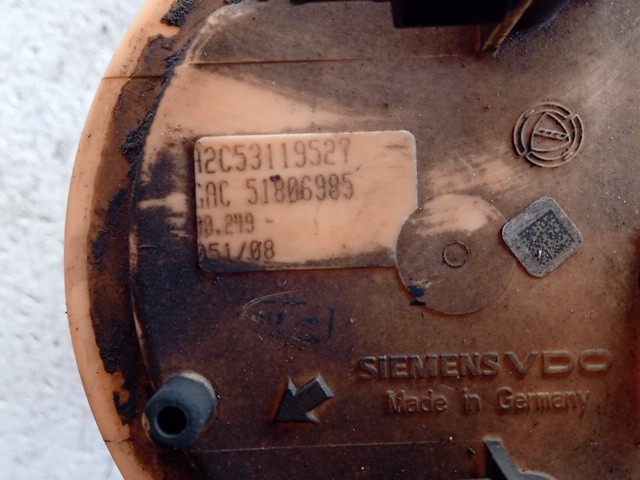 A2C53119527
GAC 51806985
00.249 -
051/08
SIEMENS VDO
Made in Germany